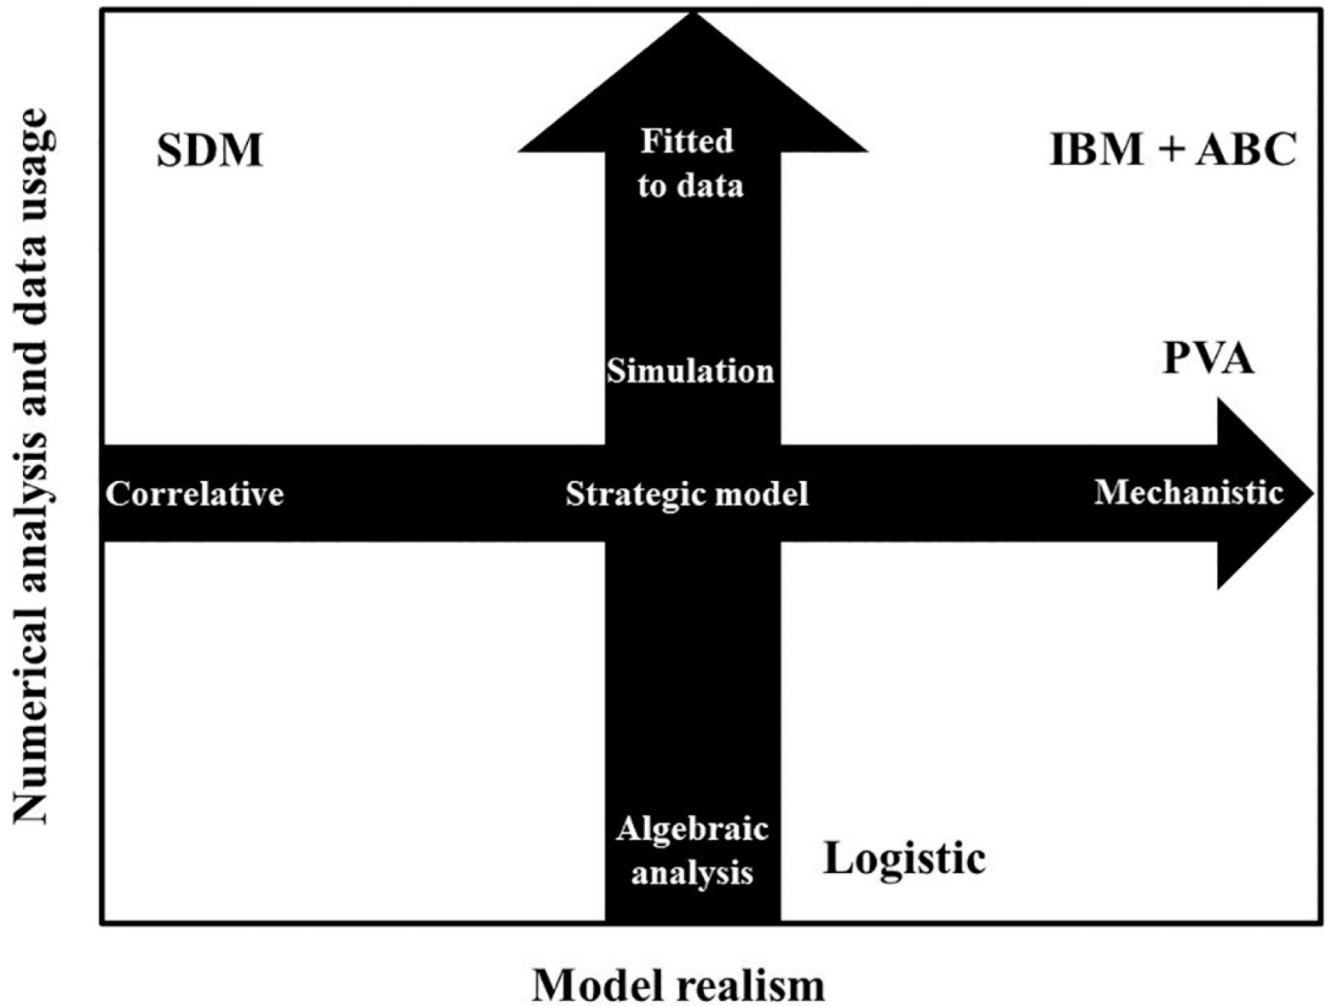 Numerical analysis and data usage
SDM
Fitted
to data
IBM + ABC
Simulation
PVA
Correlative
Strategic model
Mechanistic
Algebraic
analysis
Logistic
Model realism